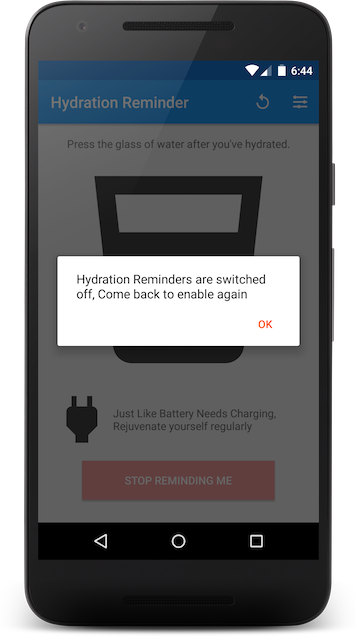 6:44
Hydration Reminder
Press the glass of water after you've hydrated.
Hydration Reminders are switched
off, Come back to enable again
OK
Just Like Battery Needs Charging,
Rejuvenate yourself regularly
STOP REMINDING ME